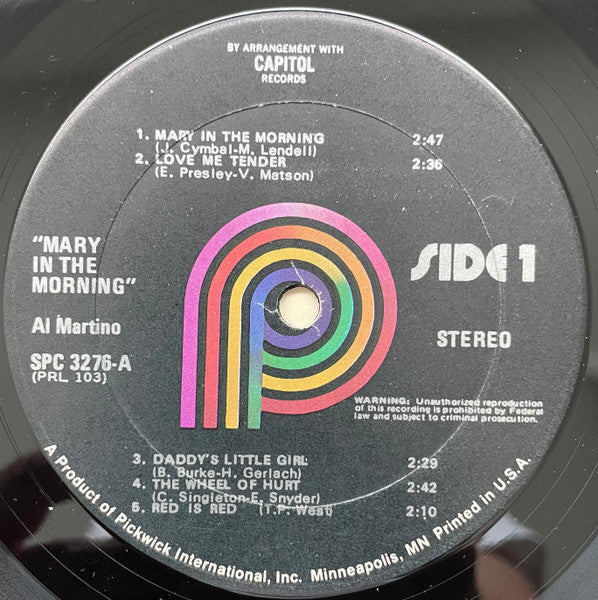 BY ARRANGEMENT WITH
CAPITOL
RECORDS
1. MARY IN THE MORNING 2:47
(J. Cymbal-M. Lendell)
2. LOVE ME TENDER 2:36
(E. Presley-V. Matson)
"MARY
IN THE
MORNING"
Al Martino
SPC 3276-A
(PRL 103)
SIDE 1
STEREO
WARNING: Unauthorized reproduction
of this recording is prohibited by Federal
law and subject to criminal prosecution.
3. DADDY'S LITTLE GIRL 2:29
(B. Burke-H. Gerlach)
4. THE WHEEL OF HURT 2:42
(C. Singleton-E. Snyder)
5. RED IS RED (T.P. West) 2:10
A Product of Pickwick International, Inc. Minneapolis, MN Printed in U.S.A.